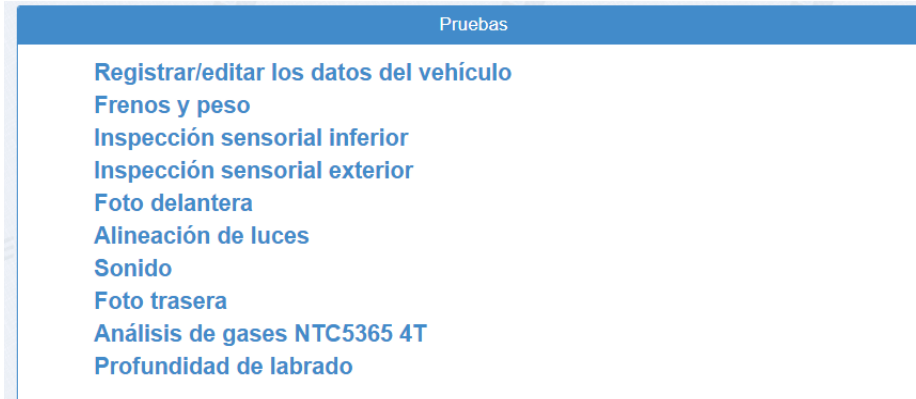 Pruebas
Registrar/editar los datos del vehículo
Frenos y peso
Inspección sensorial inferior
Inspección sensorial exterior
Foto delantera
Alineación de luces
Sonido
Foto trasera
Análisis de gases NTC5365 4T
Profundidad de labrado